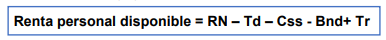 Renta personal disponible = RN – Td – Css - Bnd+ Tr